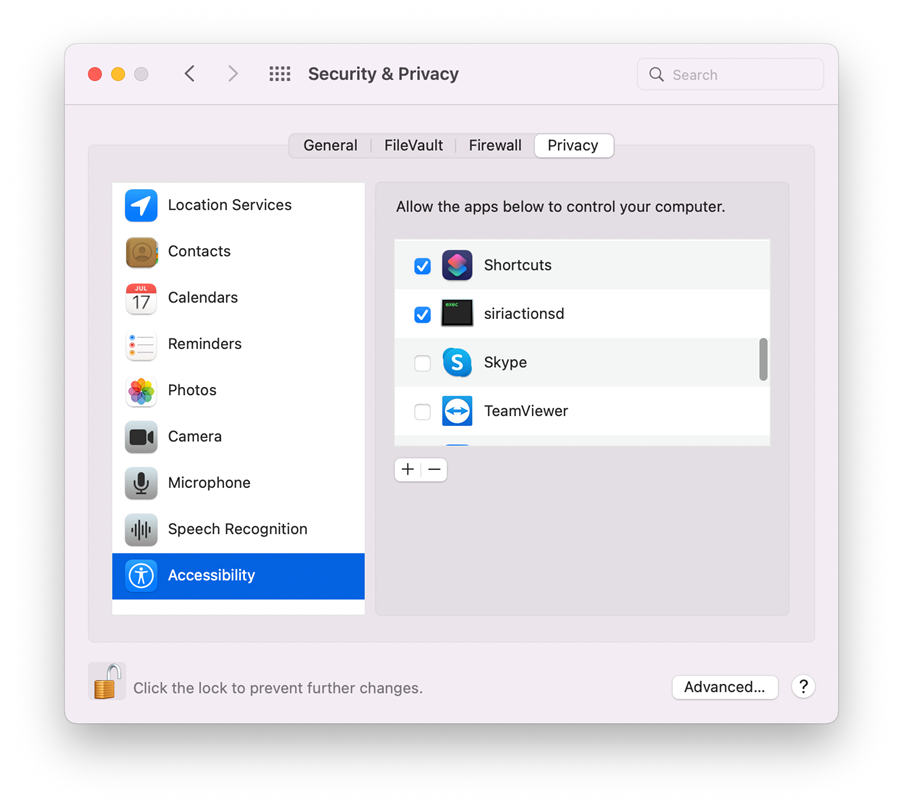 Security & Privacy
Search
General
FileVault
Firewall
Privacy
Location Services
Contacts
JUL
17
Calendars
Reminders
Photos
Camera
Microphone
Speech Recognition
Accessibility
Allow the apps below to control your computer.
Shortcuts
exec
siriactionsd
S
Skype
TeamViewer
+ −
Click the lock to prevent further changes.
Advanced...
?